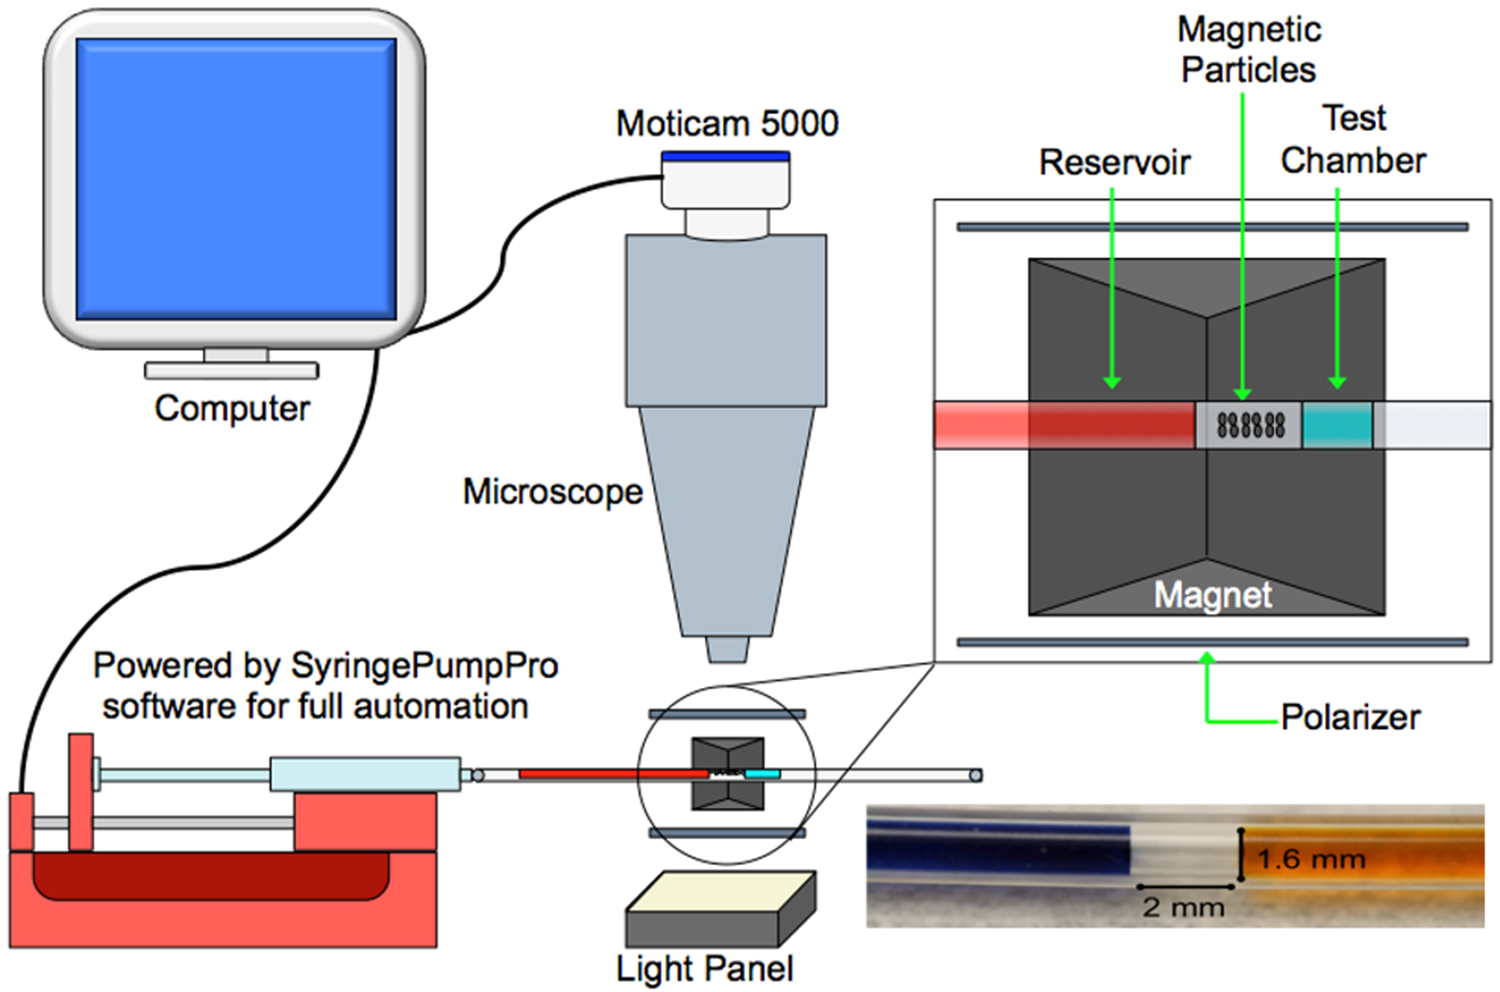 Magnetic
Particles
Moticam 5000
Test
Chamber
Reservoir
Computer
Microscope
Magnet
Powered by SyringePumpPro
software for full automation
Polarizer
1.6 mm
2 mm
Light Panel